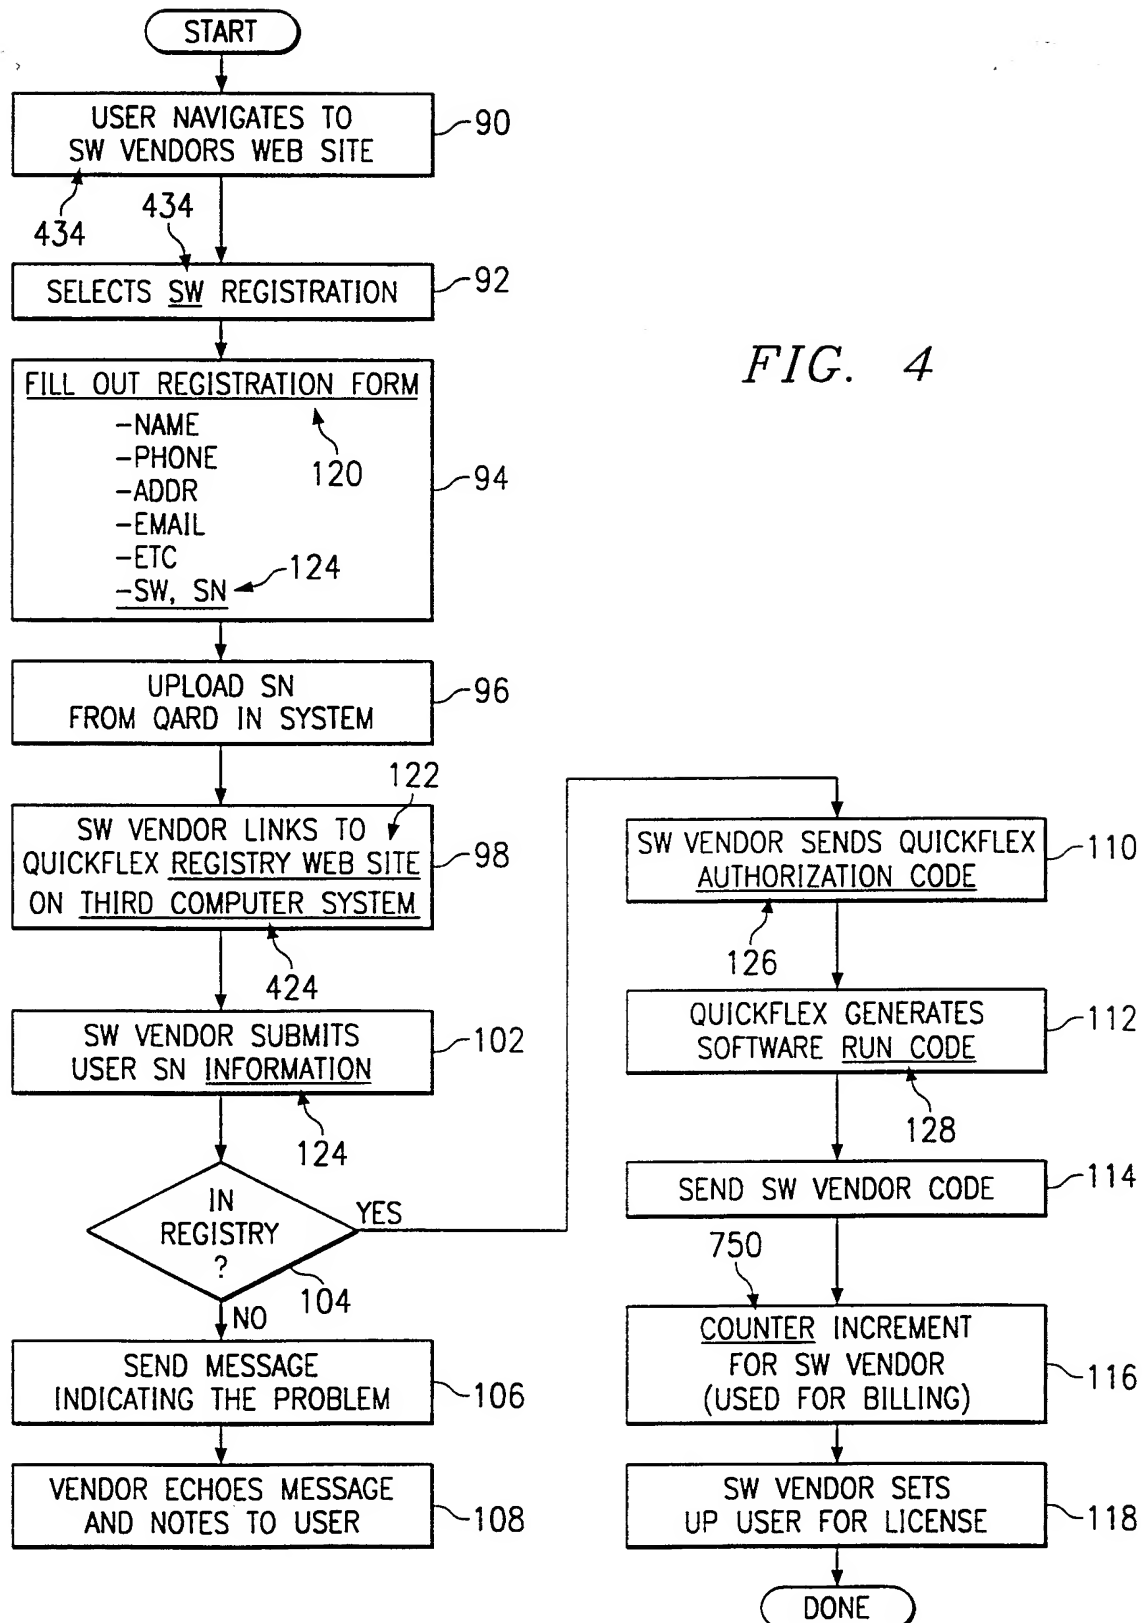 START
USER NAVIGATES TO
SW VENDORS WEB SITE
90
434
434
SELECTS SW REGISTRATION
92
FIG. 4
FILL OUT REGISTRATION FORM
-NAME
-PHONE
-ADDR
-EMAIL
-ETC
-SW, SN
120
124
94
UPLOAD SN
FROM QARD IN SYSTEM
96
122
SW VENDOR LINKS TO
QUICKFLEX REGISTRY WEB SITE
ON THIRD COMPUTER SYSTEM
98
424
SW VENDOR SUBMITS
USER SN INFORMATION
102
124
IN
REGISTRY
?
YES
104
NO
SEND MESSAGE
INDICATING THE PROBLEM
106
VENDOR ECHOES MESSAGE
AND NOTES TO USER
108
SW VENDOR SENDS QUICKFLEX
AUTHORIZATION CODE
110
126
QUICKFLEX GENERATES
SOFTWARE RUN CODE
112
128
SEND SW VENDOR CODE
114
750
COUNTER INCREMENT
FOR SW VENDOR
(USED FOR BILLING)
116
SW VENDOR SETS
UP USER FOR LICENSE
118
DONE